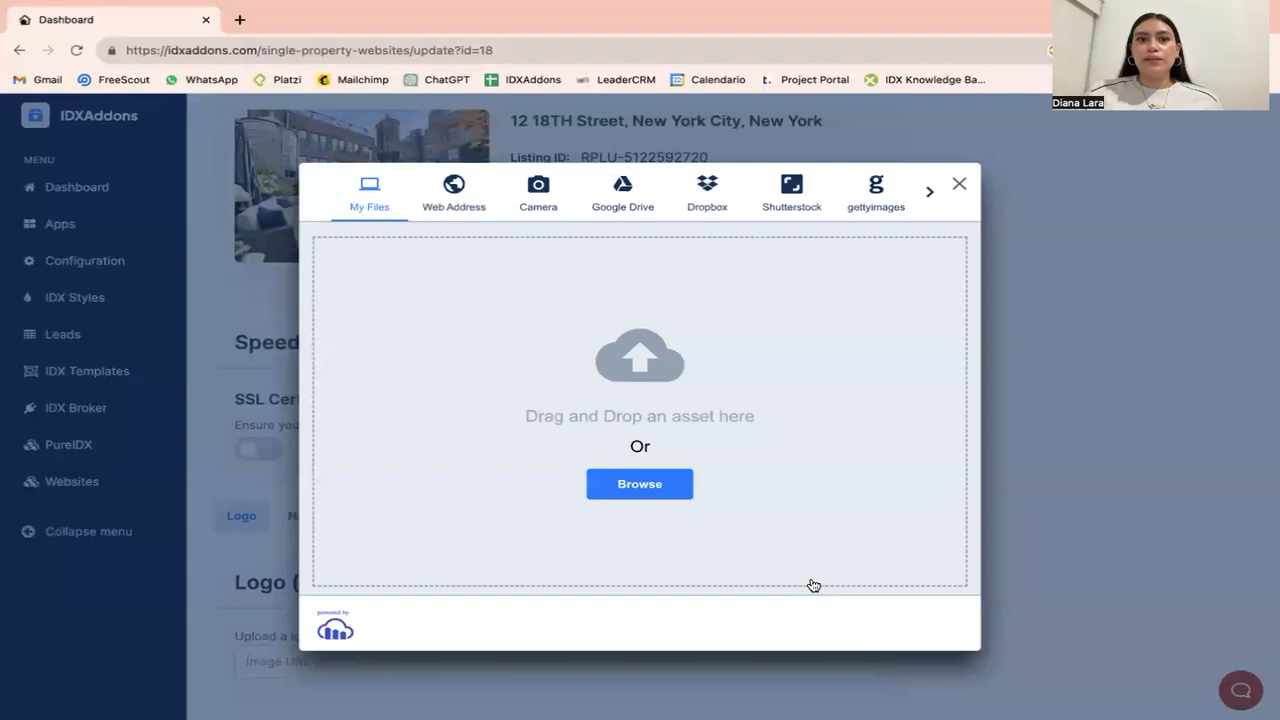 Dashboard
https://idxaddons.com/single-property-websites/update?id=18
Gmail
FreeScout
WhatsApp
Platzi
Mailchimp
ChatGPT
IDXAddons
LeaderCRM
Calendario
Project Portal
IDX Knowledge Ba...
Diana Lara
IDXAddons
MENU
Dashboard
Apps
Configuration
IDX Styles
Leads
IDX Templates
IDX Broker
PureIDX
Websites
Collapse menu
12 18TH Street, New York City, New York
Listing ID: RPLU-5122592720
My Files
Web Address
Camera
Google Drive
Dropbox
Shutterstock
gettyimages
Drag and Drop an asset here
Or
Browse
powered by
Speed
SSL Cer
Ensure you
Logo
N
Logo (
Upload a l
Image URL